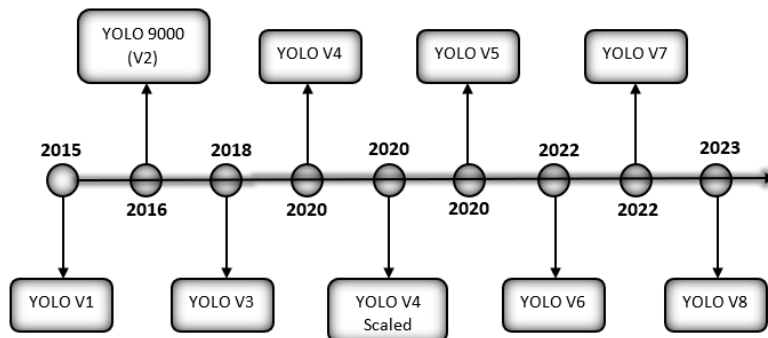 YOLO 9000
(V2)
YOLO V4
YOLO V5
YOLO V7
2015
2018
2020
2022
2023
2016
2020
2020
2022
YOLO V1
YOLO V3
YOLO V4
Scaled
YOLO V6
YOLO V8